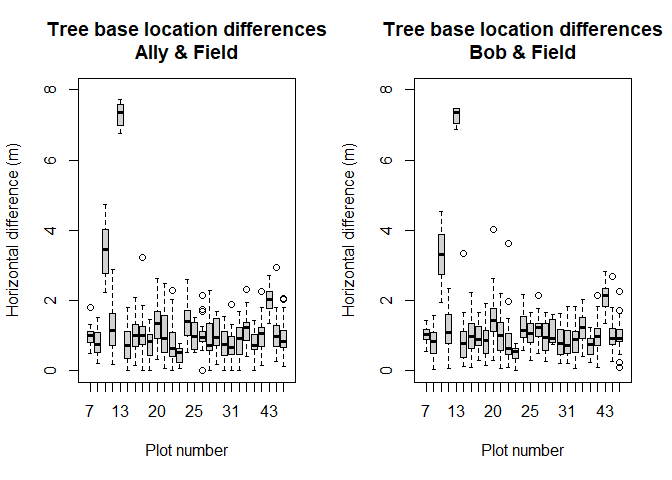 Tree base location differences
Ally & Field
Horizontal difference (m)
8
6
4
2
0
7 13 20 25 31 43
Plot number
Tree base location differences
Bob & Field
Horizontal difference (m)
8
6
4
2
0
7 13 20 25 31 43
Plot number